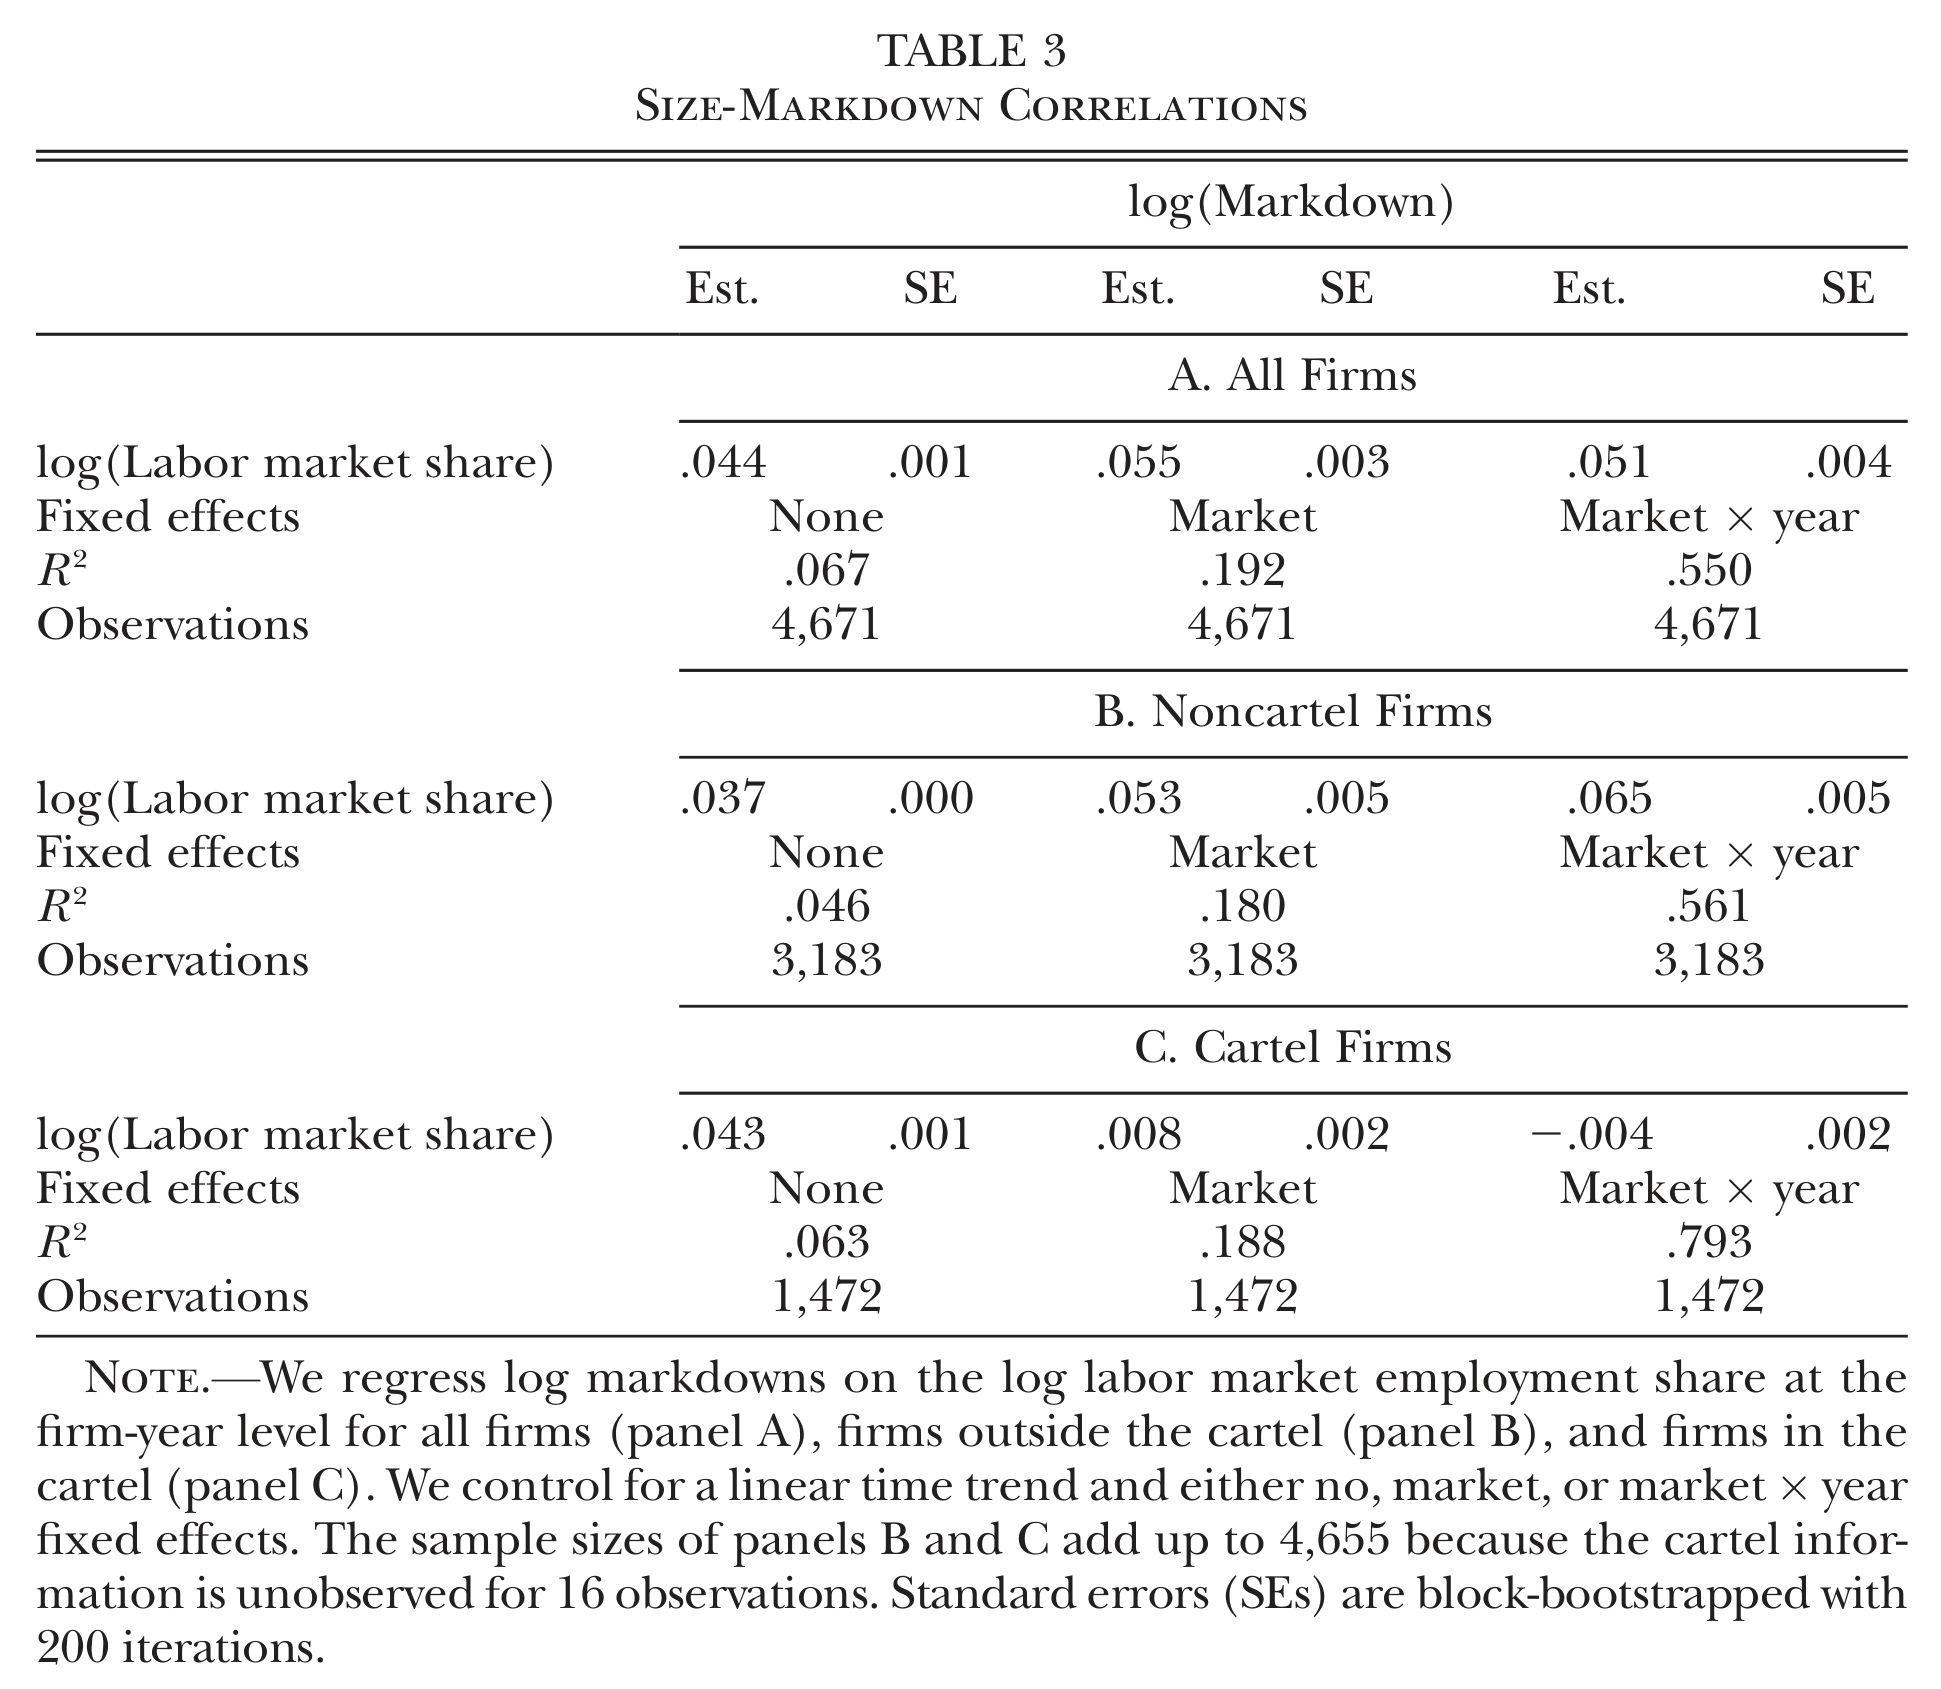 TABLE 3
Size-Markdown Correlations
log(Markdown)
Est. SE Est. SE Est. SE
A. All Firms
log(Labor market share) .044 .001 .055 .003 .051 .004
Fixed effects None Market Market × year
R² .067 .192 .550
Observations 4,671 4,671 4,671
B. Noncartel Firms
log(Labor market share) .037 .000 .053 .005 .065 .005
Fixed effects None Market Market × year
R² .046 .180 .561
Observations 3,183 3,183 3,183
C. Cartel Firms
log(Labor market share) .043 .001 .008 .002 −.004 .002
Fixed effects None Market Market × year
R² .063 .188 .793
Observations 1,472 1,472 1,472
Note.—We regress log markdowns on the log labor market employment share at the
firm-year level for all firms (panel A), firms outside the cartel (panel B), and firms in the
cartel (panel C). We control for a linear time trend and either no, market, or market × year
fixed effects. The sample sizes of panels B and C add up to 4,655 because the cartel infor-
mation is unobserved for 16 observations. Standard errors (SEs) are block-bootstrapped with
200 iterations.